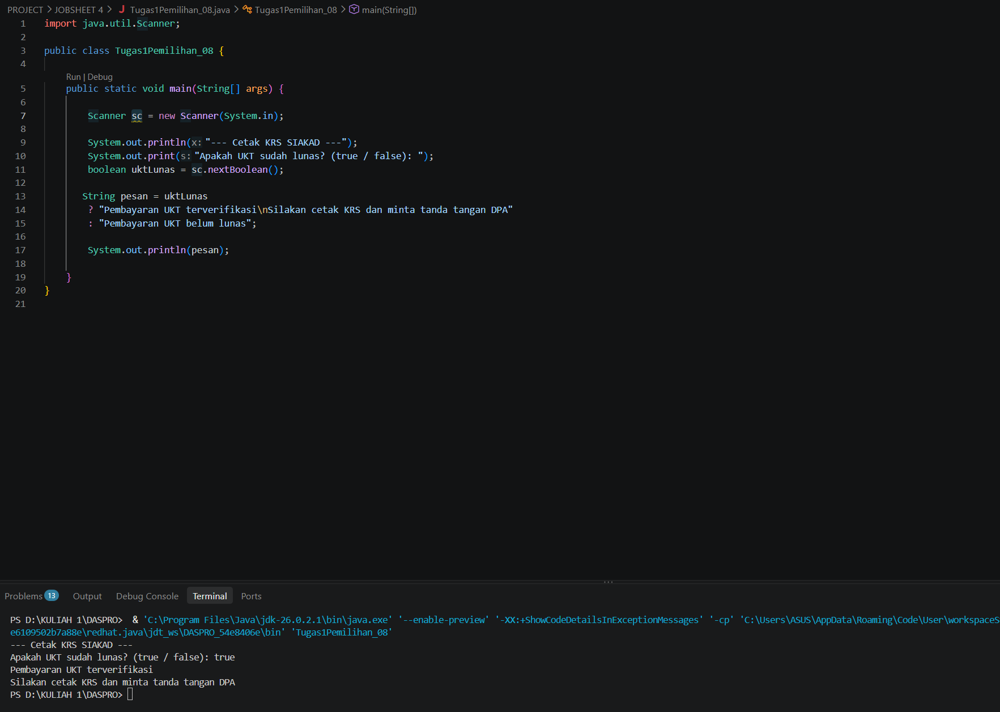 PROJECT > JOBSHEET 4 > J Tugas1Pemilihan_08.java > Tugas1Pemilihan_08 > main(String[])
1 import java.util.Scanner;
2
3 public class Tugas1Pemilihan_08 {
4
Run | Debug
5 public static void main(String[] args) {
6
7 Scanner sc = new Scanner(System.in);
8
9 System.out.println(x: "--- Cetak KRS SIAKAD ---");
10 System.out.print(s: "Apakah UKT sudah lunas? (true / false): ");
11 boolean uktLunas = sc.nextBoolean();
12
13 String pesan = uktLunas
14 ? "Pembayaran UKT terverifikasi\nSilakan cetak KRS dan minta tanda tangan DPA"
15 : "Pembayaran UKT belum lunas";
16
17 System.out.println(pesan);
18
19 }
20 }
21
Problems 13 Output Debug Console Terminal Ports
PS D:\KULIAH 1\DASPRO> & 'C:\Program Files\Java\jdk-26.0.2.1\bin\java.exe' '--enable-preview' '-XX:+ShowCodeDetailsInExceptionMessages' '-cp' 'C:\Users\ASUS\AppData\Roaming\Code\User\workspaceS
e6109502b7a88e\redhat.java\jdt_ws\DASPRO_54e8406e\bin' 'Tugas1Pemilihan_08'
--- Cetak KRS SIAKAD ---
Apakah UKT sudah lunas? (true / false): true
Pembayaran UKT terverifikasi
Silakan cetak KRS dan minta tanda tangan DPA
PS D:\KULIAH 1\DASPRO>